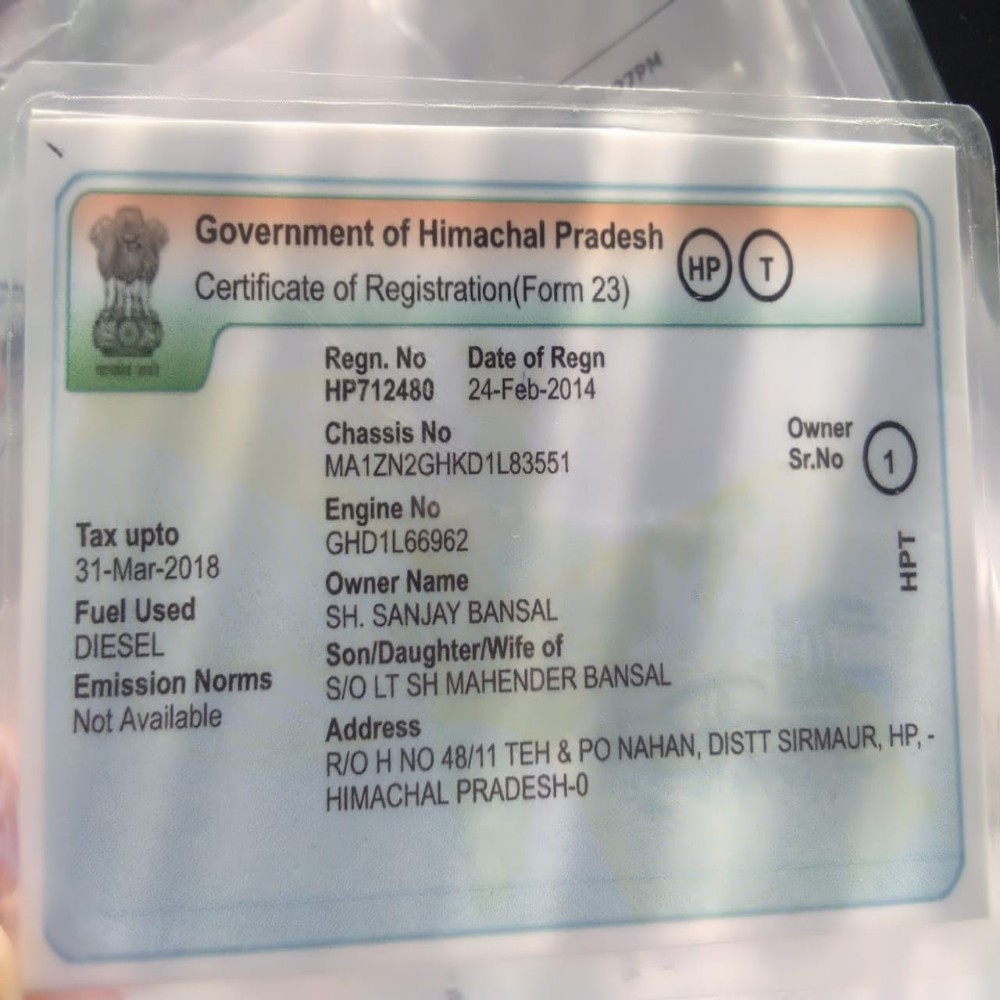 27PM
Government of Himachal Pradesh
Certificate of Registration(Form 23)
HP T
Regn. No Date of Regn
HP712480 24-Feb-2014
Chassis No
MA1ZN2GHKD1L83551
Owner
Sr.No 1
Engine No
GHD1L66962
HPT
Tax upto
31-Mar-2018
Fuel Used
DIESEL
Emission Norms
Not Available
Owner Name
SH. SANJAY BANSAL
Son/Daughter/Wife of
S/O LT SH MAHENDER BANSAL
Address
R/O H NO 48/11 TEH & PO NAHAN, DISTT SIRMAUR, HP, -
HIMACHAL PRADESH-0